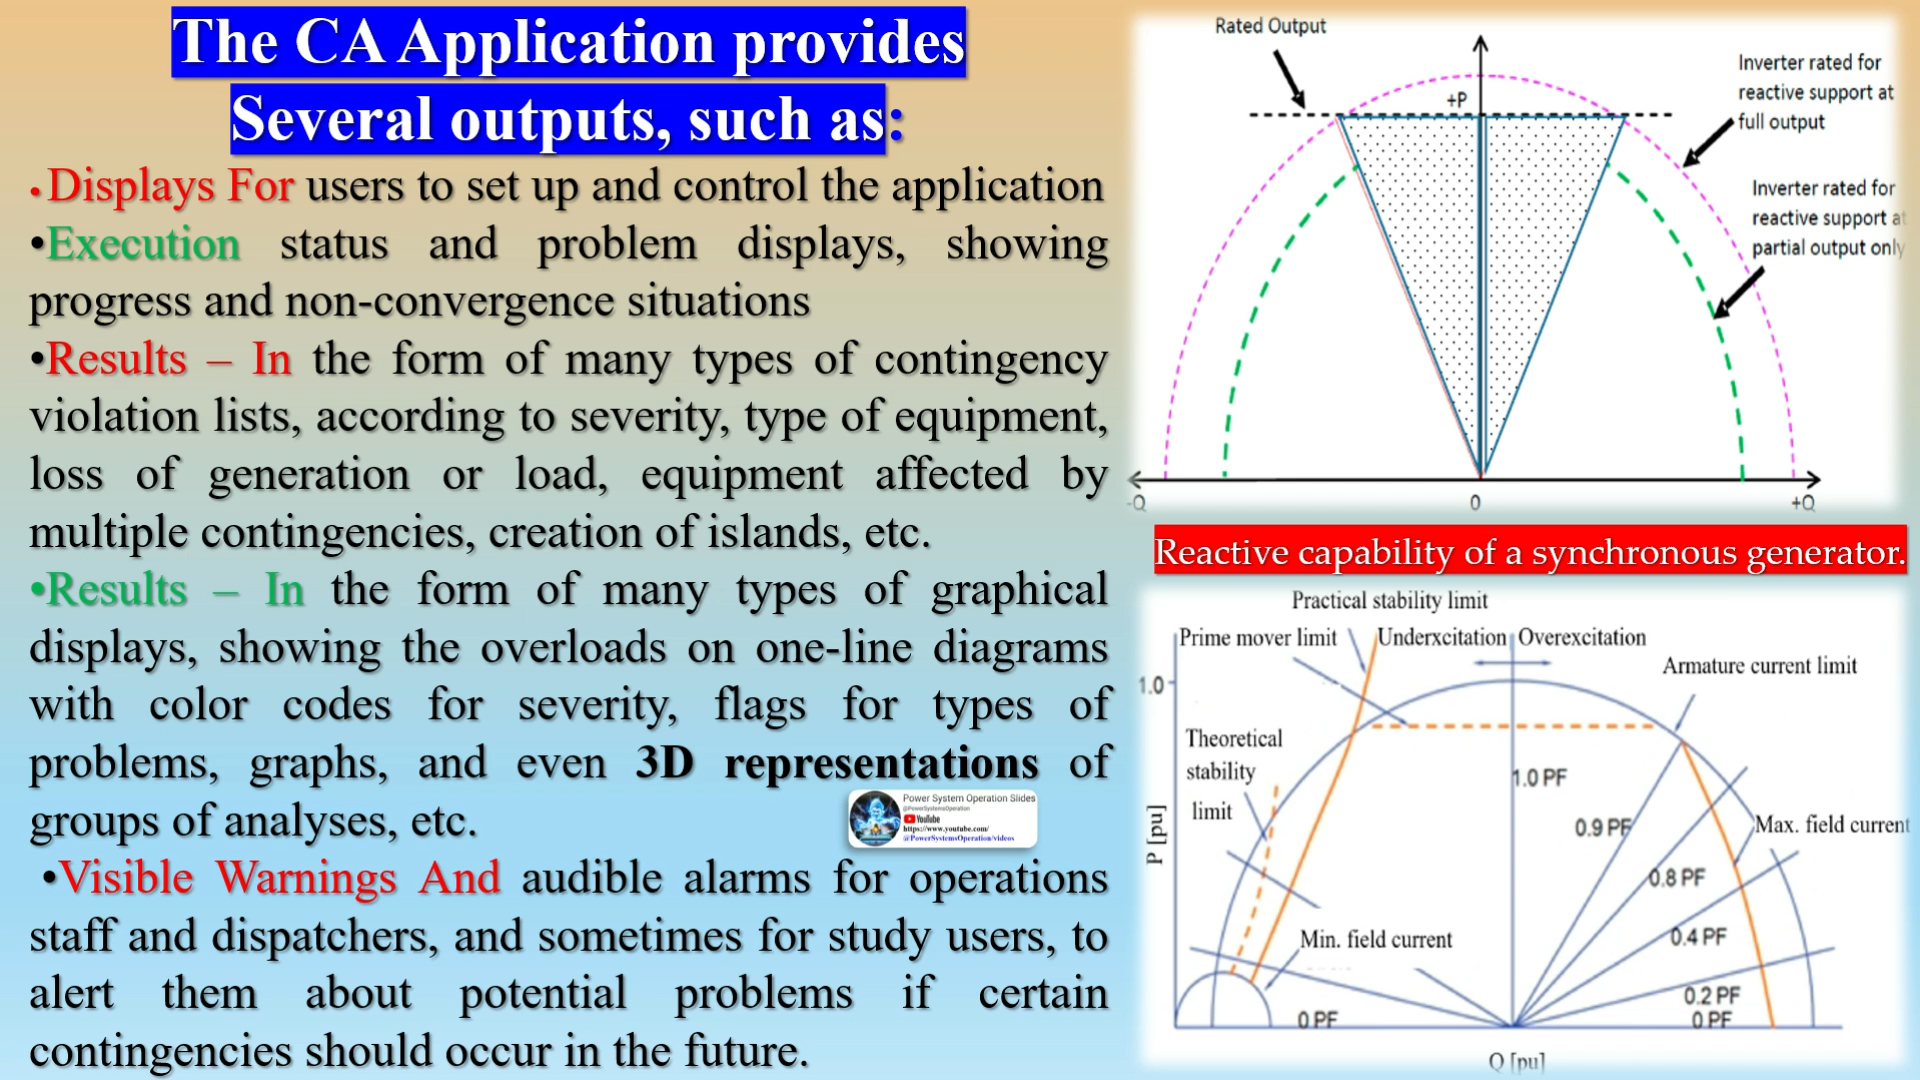 The CA Application provides
Several outputs, such as:
• Displays For users to set up and control the application
•Execution status and problem displays, showing
progress and non-convergence situations
•Results – In the form of many types of contingency
violation lists, according to severity, type of equipment,
loss of generation or load, equipment affected by
multiple contingencies, creation of islands, etc.
•Results – In the form of many types of graphical
displays, showing the overloads on one-line diagrams
with color codes for severity, flags for types of
problems, graphs, and even 3D representations of
groups of analyses, etc.
•Visible Warnings And audible alarms for operations
staff and dispatchers, and sometimes for study users, to
alert them about potential problems if certain
contingencies should occur in the future.
Power System Operation Slides
@PowerSystemsOperation
YouTube
https://www.youtube.com/
@PowerSystemsOperation/videos
Rated Output
+P
Inverter rated for
reactive support at
full output
Inverter rated for
reactive support at
partial output only
-Q
0
+Q
Reactive capability of a synchronous generator.
Practical stability limit
Prime mover limit
Underxcitation
Overexcitation
Armature current limit
1.0
Theoretical
stability
limit
1.0 PF
0.9 PF
Max. field current
0.8 PF
P [pu]
Min. field current
0.4 PF
0.2 PF
0 PF
0 PF
Q [pu]